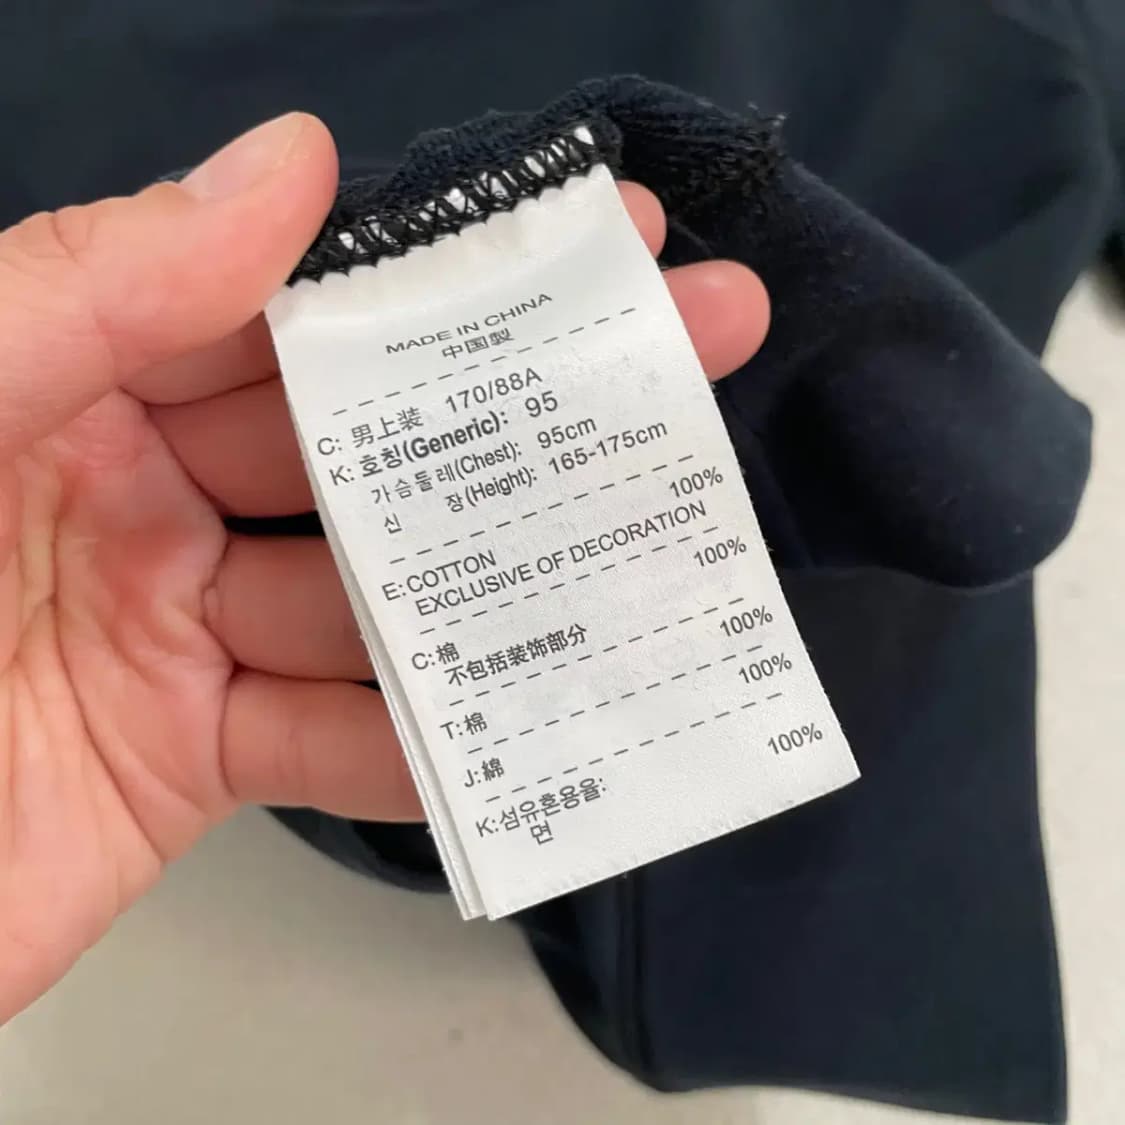 MADE IN CHINA
中国製
C: 男上装 170/88A
K: 호칭(Generic): 95
가슴둘레(Chest): 95cm
신 장(Height): 165-175cm
E:COTTON 100%
EXCLUSIVE OF DECORATION
C:棉 100%
不包括装饰部分
T:棉 100%
J:綿 100%
K:섬유혼용율:
면 100%